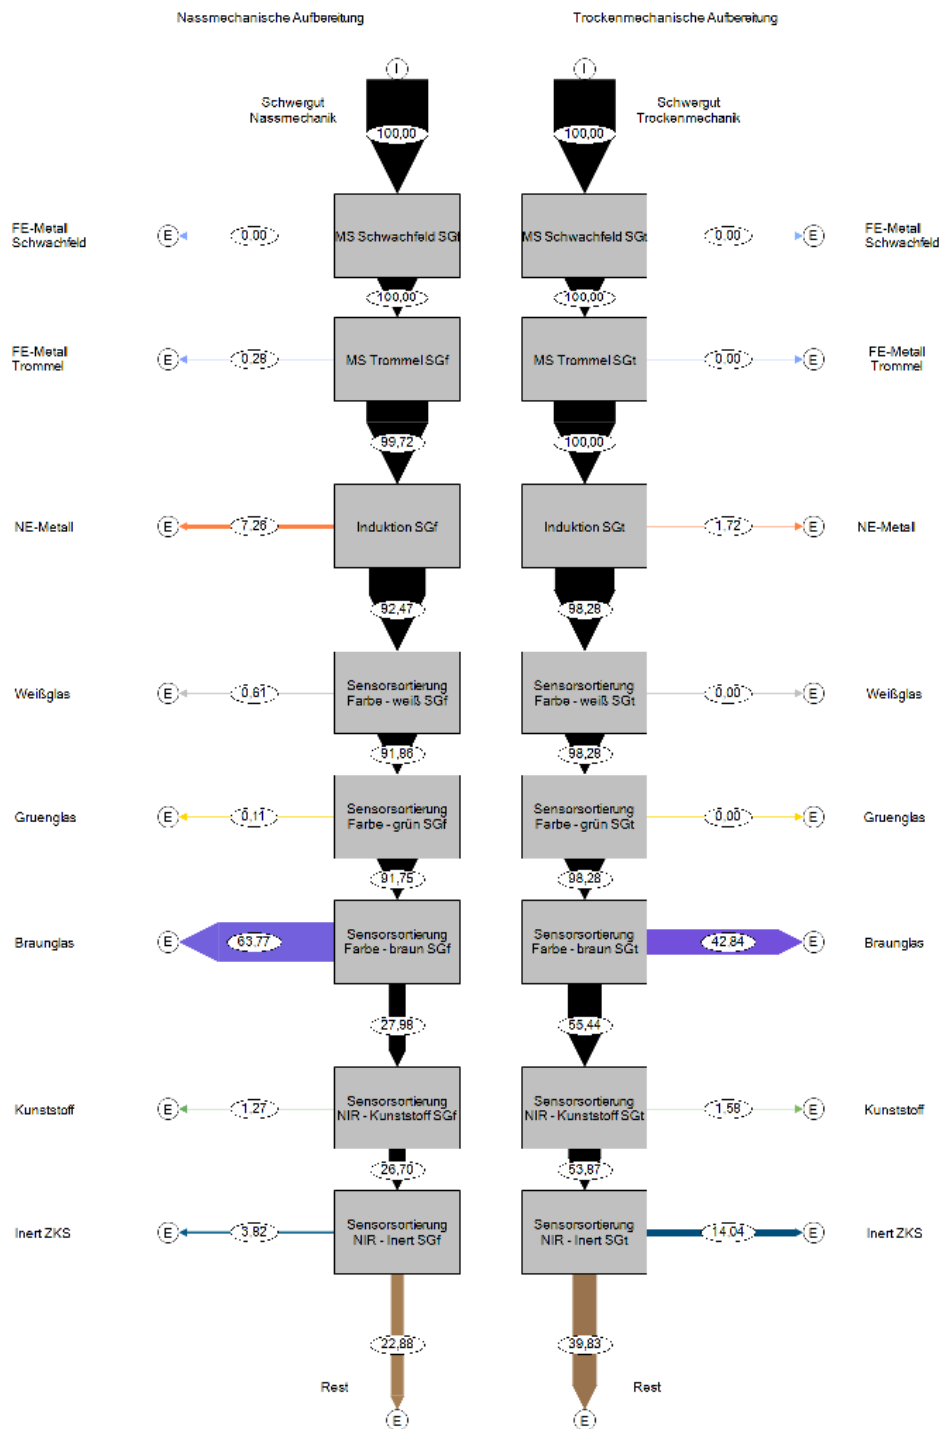 Nassmechanische Aufbereitung
Trockenmechanische Aufbereitung
I
I
Schwergut
Nassmechanik
Schwergut
Trockenmechanik
100,00
100,00
FE-Metall
Schwachfeld
E
0,00
MS Schwachfeld SGf
MS Schwachfeld SGt
0,00
E
FE-Metall
Schwachfeld
100,00
100,00
FE-Metall
Trommel
E
0,28
MS Trommel SGf
MS Trommel SGt
0,00
E
FE-Metall
Trommel
99,72
100,00
NE-Metall
E
7,26
Induktion SGf
Induktion SGt
1,72
E
NE-Metall
92,47
98,28
Weißglas
E
0,61
Sensorsortierung
Farbe - weiß SGf
Sensorsortierung
Farbe - weiß SGt
0,00
E
Weißglas
91,86
98,28
Gruenglas
E
0,11
Sensorsortierung
Farbe - grün SGf
Sensorsortierung
Farbe - grün SGt
0,00
E
Gruenglas
91,75
98,28
Braunglas
E
63,77
Sensorsortierung
Farbe - braun SGf
Sensorsortierung
Farbe - braun SGt
42,84
E
Braunglas
27,98
55,44
Kunststoff
E
1,27
Sensorsortierung
NIR - Kunststoff SGf
Sensorsortierung
NIR - Kunststoff SGt
1,58
E
Kunststoff
26,70
53,87
Inert ZKS
E
3,82
Sensorsortierung
NIR - Inert SGf
Sensorsortierung
NIR - Inert SGt
14,04
E
Inert ZKS
22,88
39,83
Rest
Rest
E
E